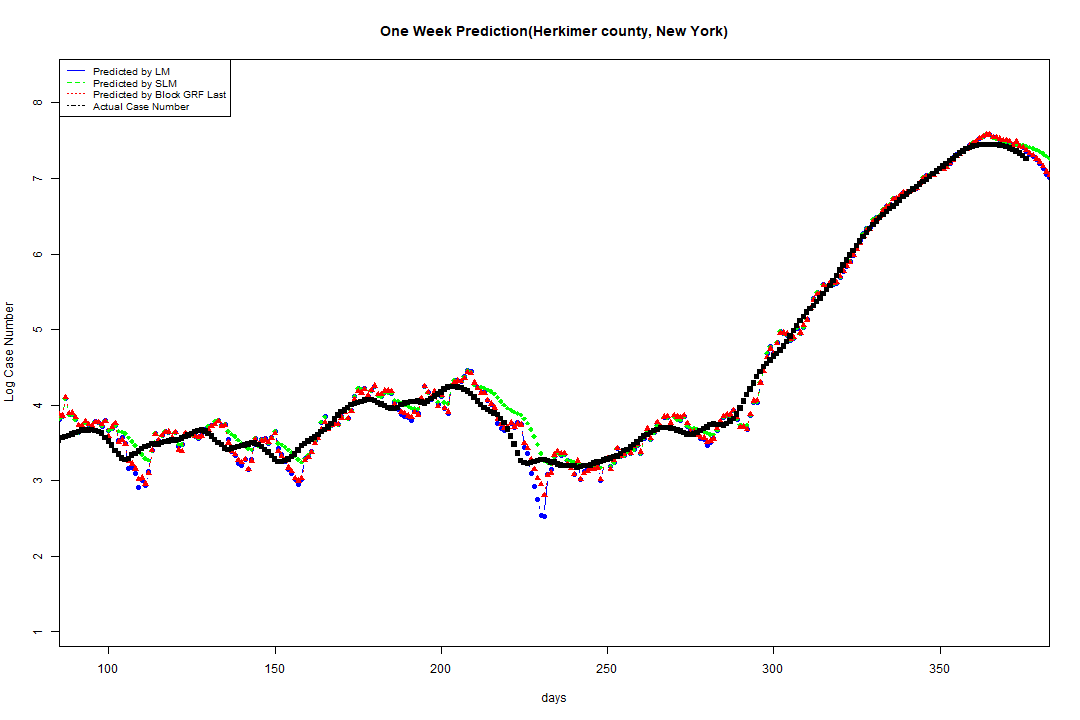 One Week Prediction(Herkimer county, New York)
Predicted by LM
Predicted by SLM
Predicted by Block GRF Last
Actual Case Number
8
7
6
5
4
3
2
1
Log Case Number
100 150 200 250 300 350
days